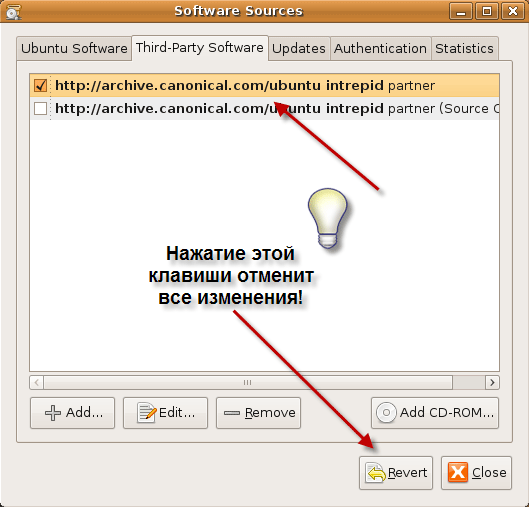 Software Sources
Ubuntu Software Third-Party Software Updates Authentication Statistics
http://archive.canonical.com/ubuntu intrepid partner
http://archive.canonical.com/ubuntu intrepid partner (Source C
Нажатие этой
клавиши отменит
все изменения!
Add... Edit... Remove Add CD-ROM...
Revert Close